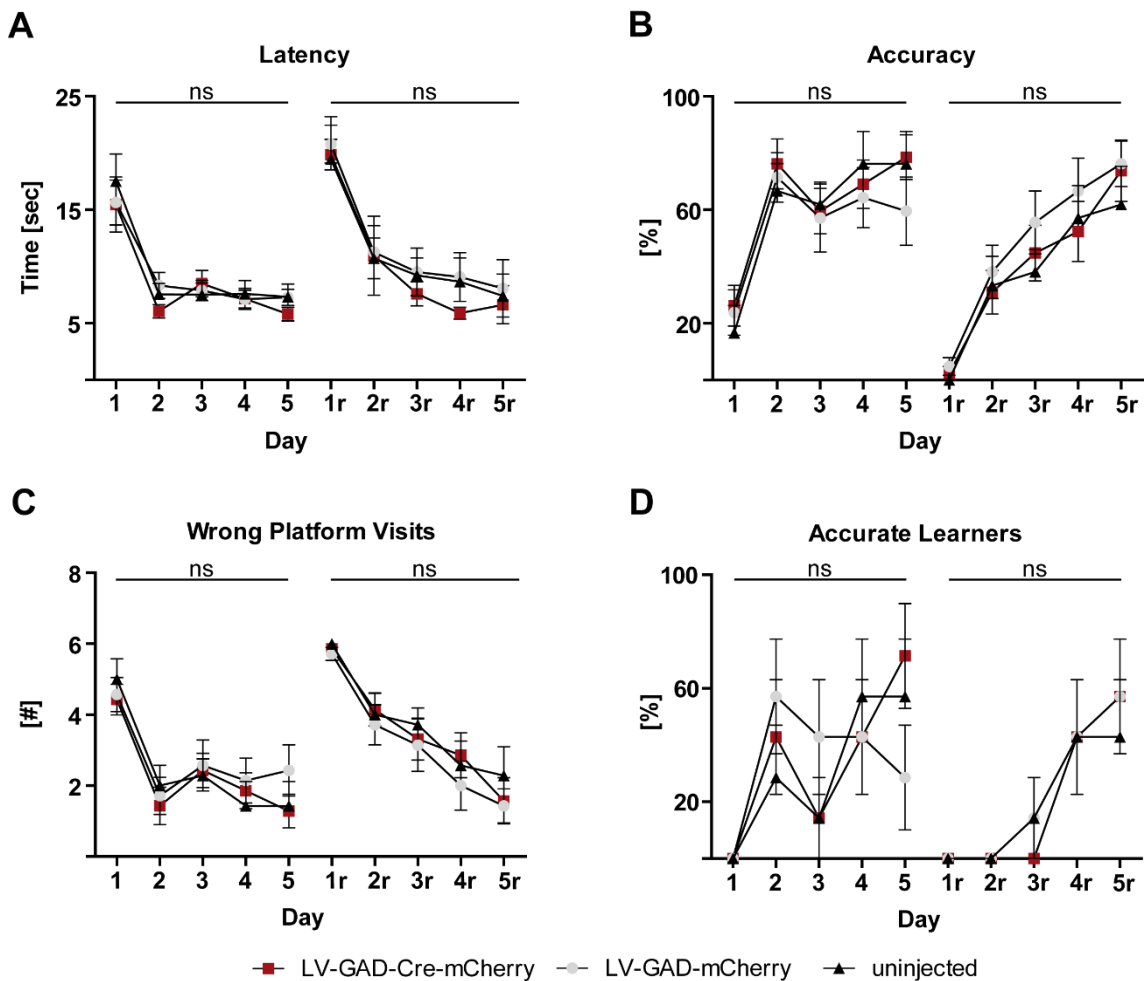 A
Latency
ns
ns
25
15
5
Time [sec]
1 2 3 4 5 1r 2r 3r 4r 5r
Day
B
Accuracy
ns
ns
100
60
20
[%]
1 2 3 4 5 1r 2r 3r 4r 5r
Day
C
Wrong Platform Visits
ns
ns
8
6
4
2
[#]
1 2 3 4 5 1r 2r 3r 4r 5r
Day
D
Accurate Learners
ns
ns
100
60
20
[%]
1 2 3 4 5 1r 2r 3r 4r 5r
Day
LV-GAD-Cre-mCherry LV-GAD-mCherry uninjected